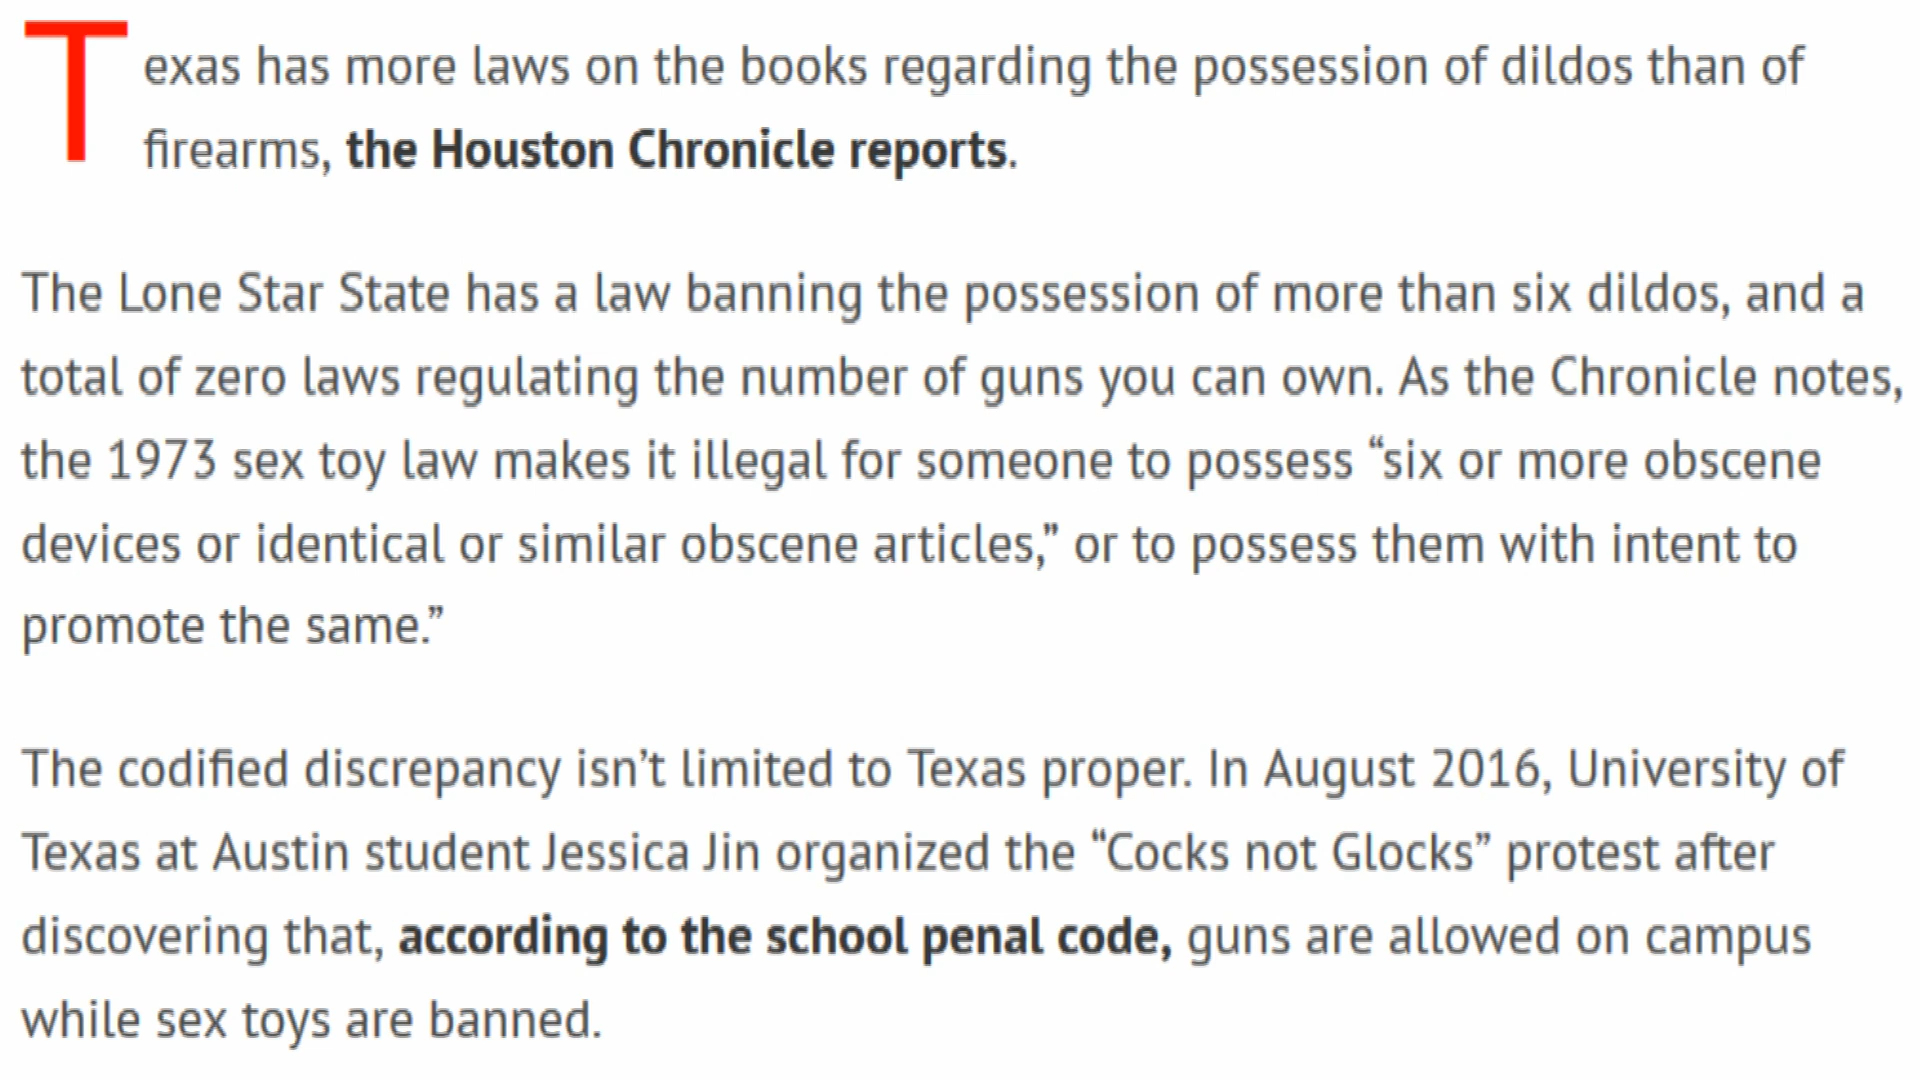 Texas has more laws on the books regarding the possession of dildos than of
firearms, the Houston Chronicle reports.
The Lone Star State has a law banning the possession of more than six dildos, and a
total of zero laws regulating the number of guns you can own. As the Chronicle notes,
the 1973 sex toy law makes it illegal for someone to possess “six or more obscene
devices or identical or similar obscene articles,” or to possess them with intent to
promote the same.”
The codified discrepancy isn’t limited to Texas proper. In August 2016, University of
Texas at Austin student Jessica Jin organized the “Cocks not Glocks” protest after
discovering that, according to the school penal code, guns are allowed on campus
while sex toys are banned.